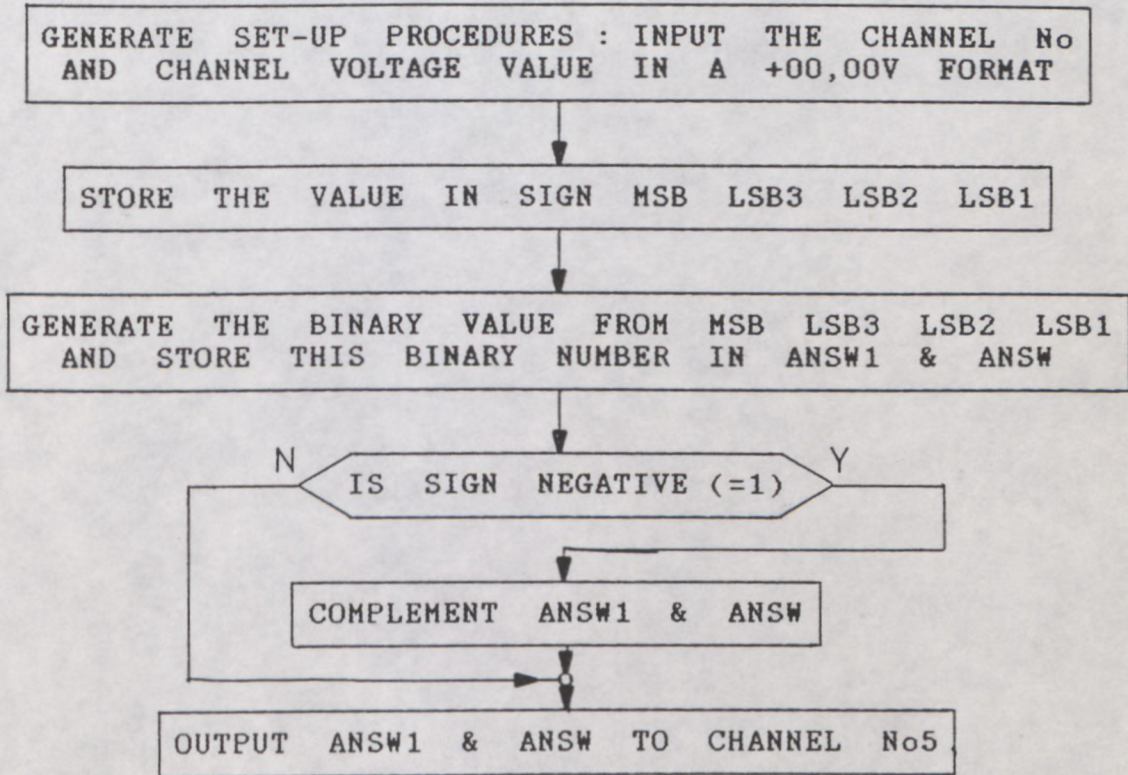 GENERATE SET-UP PROCEDURES : INPUT THE CHANNEL No
AND CHANNEL VOLTAGE VALUE IN A +00,00V FORMAT
STORE THE VALUE IN SIGN MSB LSB3 LSB2 LSB1
GENERATE THE BINARY VALUE FROM MSB LSB3 LSB2 LSB1
AND STORE THIS BINARY NUMBER IN ANSW1 & ANSW
N
Y
IS SIGN NEGATIVE (=1)
COMPLEMENT ANSW1 & ANSW
OUTPUT ANSW1 & ANSW TO CHANNEL No5